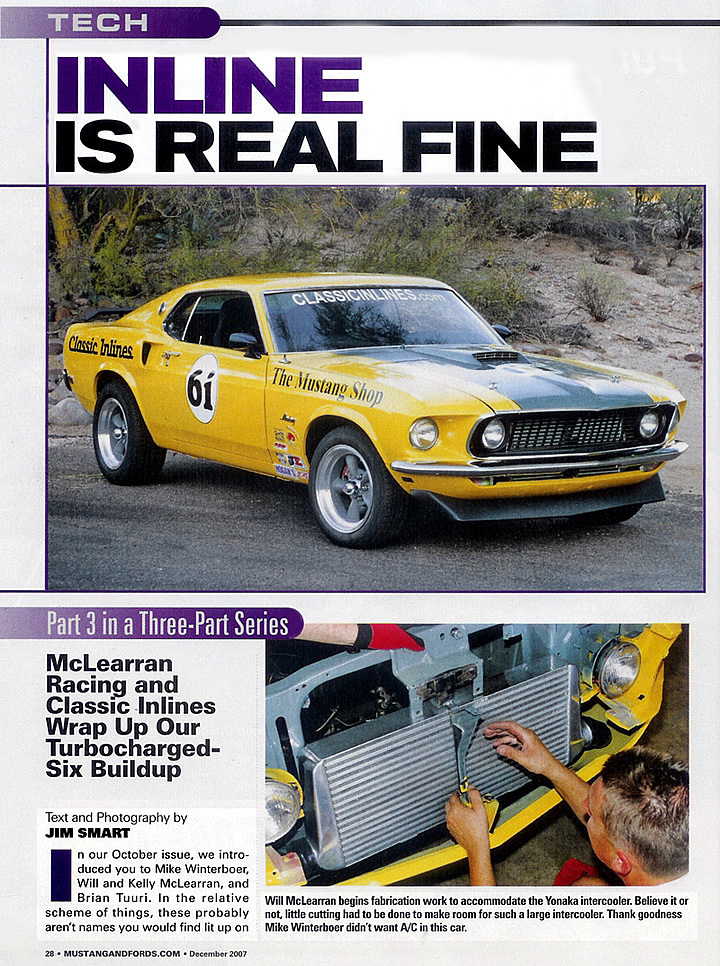 TECH
INLINE
IS REAL FINE
CLASSICINLINES.com
Classic Inlines
61
The Mustang Shop
Part 3 in a Three-Part Series
McLearran
Racing and
Classic Inlines
Wrap Up Our
Turbocharged-
Six Buildup
Text and Photography by
JIM SMART
In our October issue, we intro-
duced you to Mike Winterboer,
Will and Kelly McLearran, and
Brian Tuuri. In the relative
scheme of things, these probably
aren't names you would find lit up on
Will McLearran begins fabrication work to accommodate the Yonaka intercooler. Believe it or
not, little cutting had to be done to make room for such a large intercooler. Thank goodness
Mike Winterboer didn't want A/C in this car.
28 • MUSTANGANDFORDS.COM • December 2007